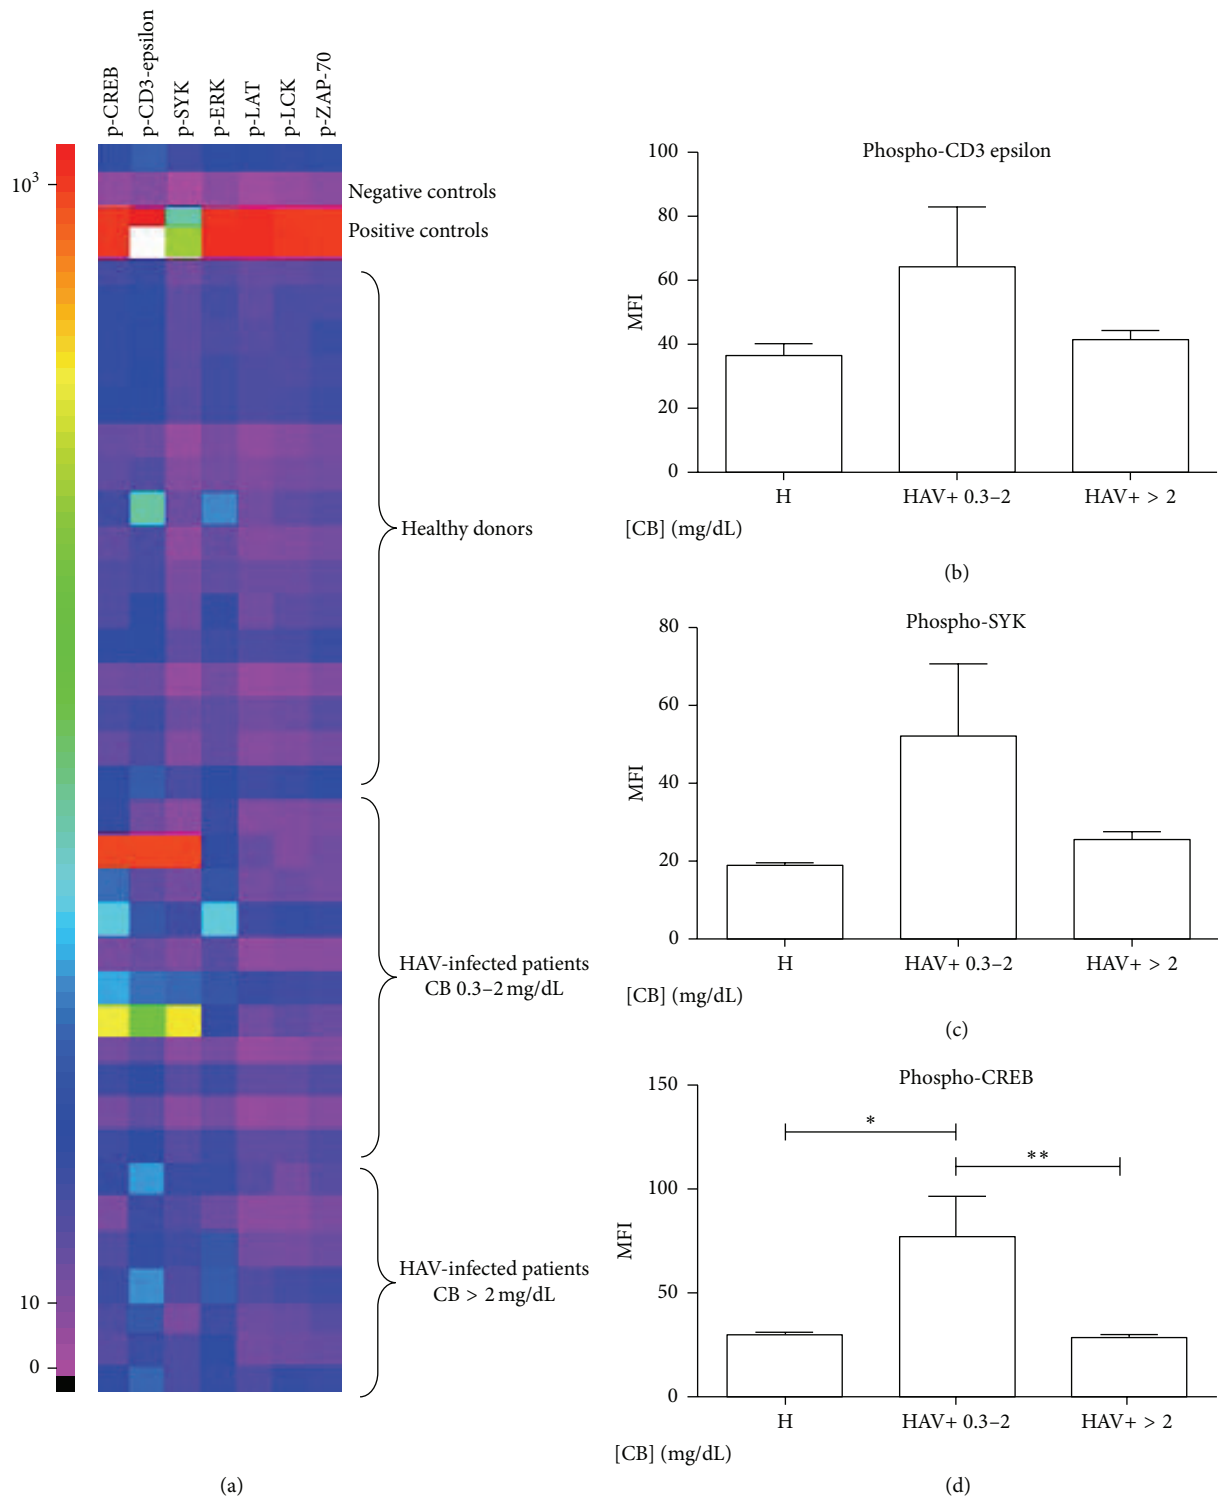 p-CREB
p-CD3-epsilon
p-SYK
p-ERK
p-LAT
p-LCK
p-ZAP-70
10³
10
0
Negative controls
Positive controls
Healthy donors
HAV-infected patients
CB 0.3–2 mg/dL
HAV-infected patients
CB > 2 mg/dL
(a)
Phospho-CD3 epsilon
MFI
100
80
60
40
20
0
H HAV+ 0.3–2 HAV+ > 2
[CB] (mg/dL)
(b)
Phospho-SYK
MFI
80
60
40
20
0
H HAV+ 0.3–2 HAV+ > 2
[CB] (mg/dL)
(c)
Phospho-CREB
MFI
150
100
50
0
*
**
H HAV+ 0.3–2 HAV+ > 2
[CB] (mg/dL)
(d)